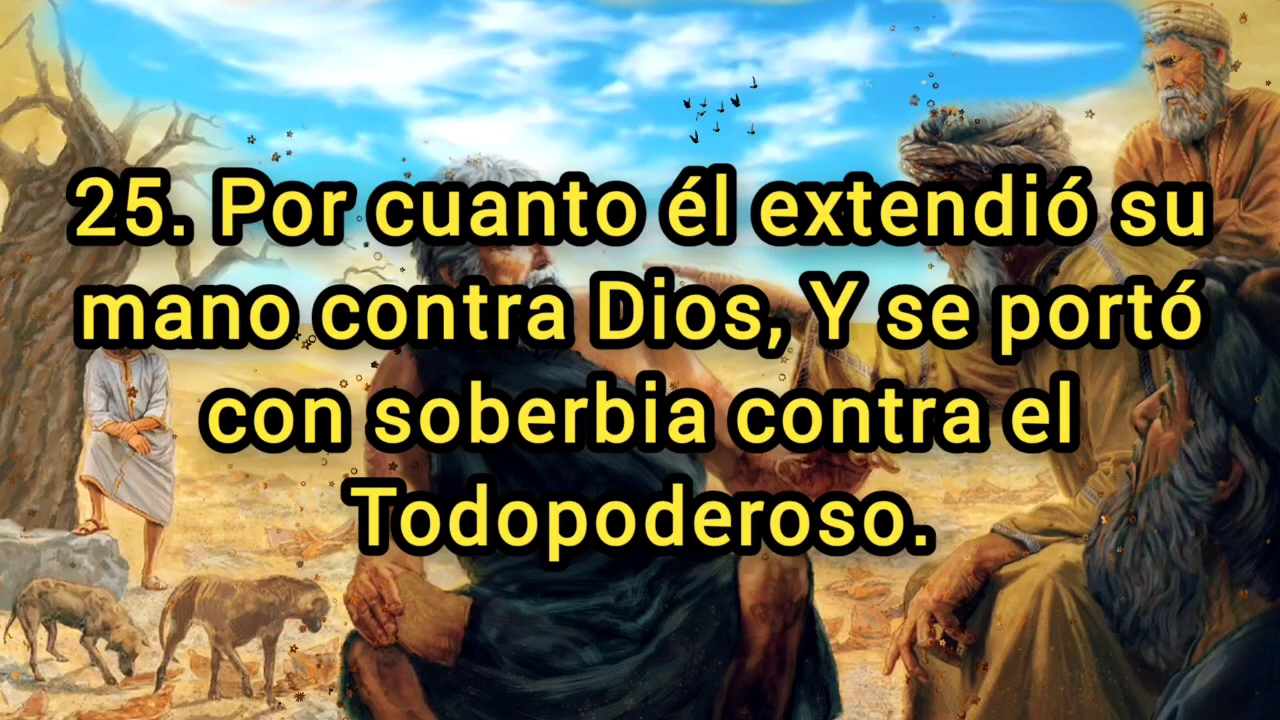 25. Por cuanto él extendió su
mano contra Dios, Y se portó
con soberbia contra el
Todopoderoso.